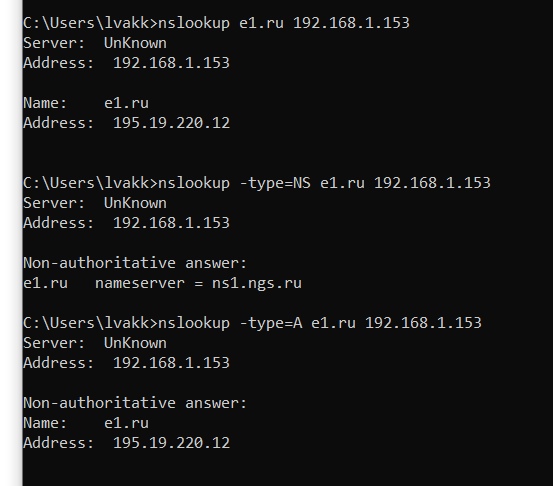 C:\Users\lvakk>nslookup e1.ru 192.168.1.153
Server:  UnKnown
Address:  192.168.1.153

Name:    e1.ru
Address:  195.19.220.12

C:\Users\lvakk>nslookup -type=NS e1.ru 192.168.1.153
Server:  UnKnown
Address:  192.168.1.153

Non-authoritative answer:
e1.ru   nameserver = ns1.ngs.ru

C:\Users\lvakk>nslookup -type=A e1.ru 192.168.1.153
Server:  UnKnown
Address:  192.168.1.153

Non-authoritative answer:
Name:    e1.ru
Address:  195.19.220.12